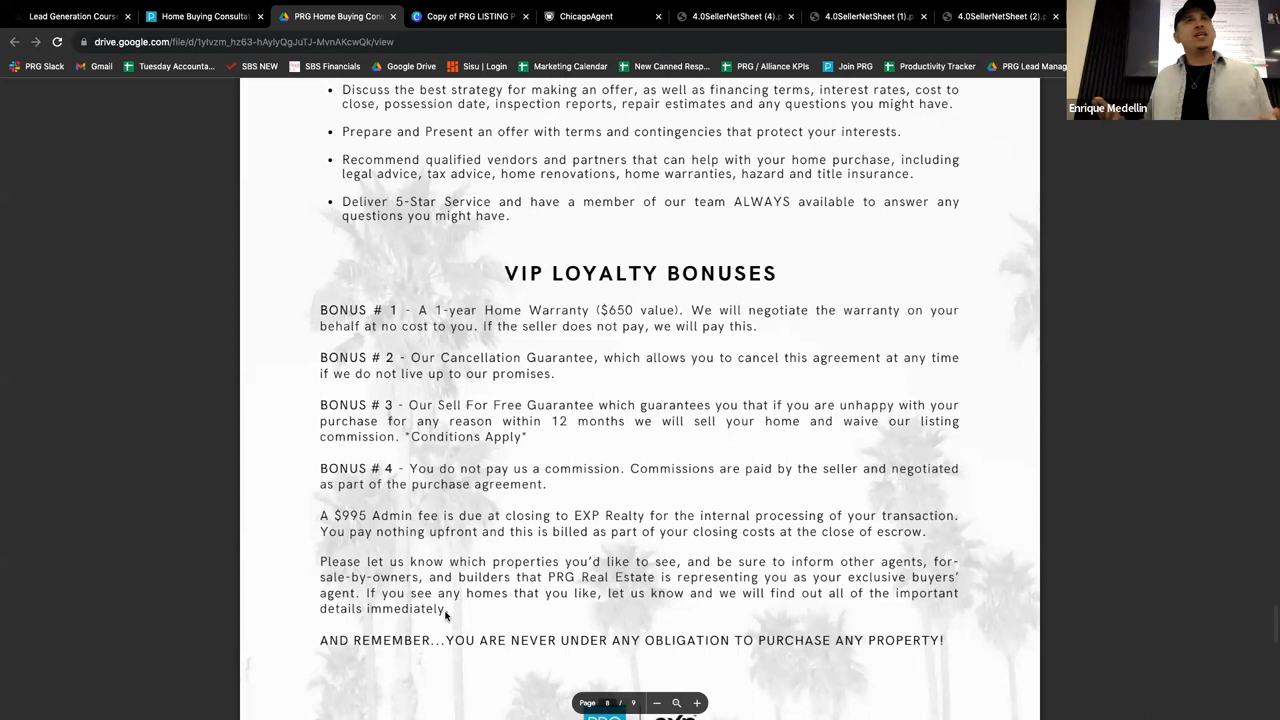 Lead Generation Course
Home Buying Consultat
PRG Home Buying Con
Copy of PRG LISTING P
ChicagoAgent
4.0SellerNetSheet (4).p
4.0SellerNetSheet (1).p
4.0SellerNetSheet (2).p
drive.google.com/file/d/1yIvzm_hz63-hAyIyQgJuTJ-MvnAKcwQk/view
PRG Slack
Gmail
Tuesday Accounta...
SBS NEW
SBS Financials
Google Drive
Listing Calendar
PRG / Canned Resp...
PRG / Allied - PIs
Join PRG
Productivity Tracker
PRG Lead Manag
Enrique Medellin
• Discuss the best strategy for making an offer, as well as financing terms, interest rates, cost to
close, possession date, inspection reports, repair estimates and any questions you might have.
• Prepare and Present an offer with terms and contingencies that protect your interests.
• Recommend qualified vendors and partners that can help with your home purchase, including
legal advice, tax advice, home renovations, home warranties, hazard and title insurance.
• Deliver 5-Star Service and have a member of our team ALWAYS available to answer any
questions you might have.
VIP LOYALTY BONUSES
BONUS # 1 - A 1-year Home Warranty ($650 value). We will negotiate the warranty on your
behalf at no cost to you. If the seller does not pay, we will pay this.
BONUS # 2 - Our Cancellation Guarantee, which allows you to cancel this agreement at any time
if we do not live up to our promises.
BONUS # 3 - Our Sell For Free Guarantee which guarantees you that if you are unhappy with your
purchase for any reason within 12 months we will sell your home and waive our listing
commission. *Conditions Apply*
BONUS # 4 - You do not pay us a commission. Commissions are paid by the seller and negotiated
as part of the purchase agreement.
A $995 Admin fee is due at closing to EXP Realty for the internal processing of your transaction.
You pay nothing upfront and this is billed as part of your closing costs at the close of escrow.
Please let us know which properties you'd like to see, and be sure to inform other agents, for-
sale-by-owners, and builders that PRG Real Estate is representing you as your exclusive buyers'
agent. If you see any homes that you like, let us know and we will find out all of the important
details immediately.
AND REMEMBER...YOU ARE NEVER UNDER ANY OBLIGATION TO PURCHASE ANY PROPERTY!
Page 8 / 9
PRG
exp